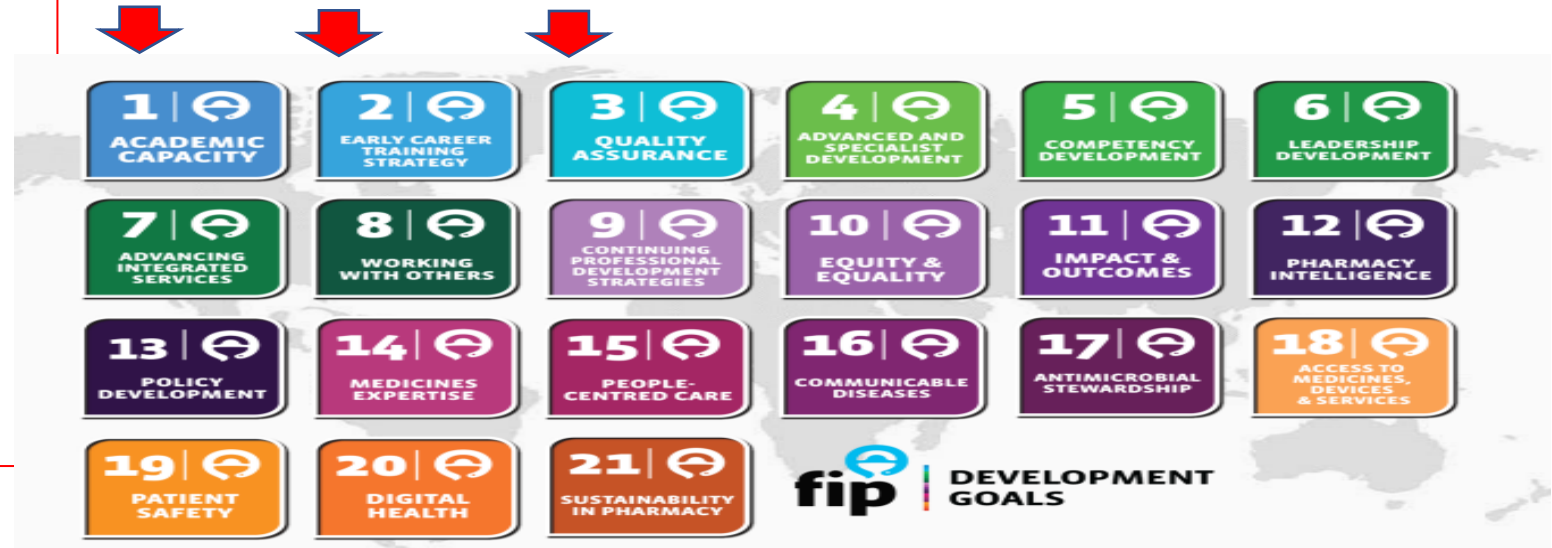 1
ACADEMIC
CAPACITY
2
EARLY CAREER
TRAINING
STRATEGY
3
QUALITY
ASSURANCE
4
ADVANCED AND
SPECIALIST
DEVELOPMENT
5
COMPETENCY
DEVELOPMENT
6
LEADERSHIP
DEVELOPMENT
7
ADVANCING
INTEGRATED
SERVICES
8
WORKING
WITH OTHERS
9
CONTINUING
PROFESSIONAL
DEVELOPMENT
STRATEGIES
10
EQUITY &
EQUALITY
11
IMPACT &
OUTCOMES
12
PHARMACY
INTELLIGENCE
13
POLICY
DEVELOPMENT
14
MEDICINES
EXPERTISE
15
PEOPLE-
CENTRED CARE
16
COMMUNICABLE
DISEASES
17
ANTIMICROBIAL
STEWARDSHIP
18
ACCESS TO
MEDICINES,
DEVICES
& SERVICES
19
PATIENT
SAFETY
20
DIGITAL
HEALTH
21
SUSTAINABILITY
IN PHARMACY
fip
DEVELOPMENT
GOALS